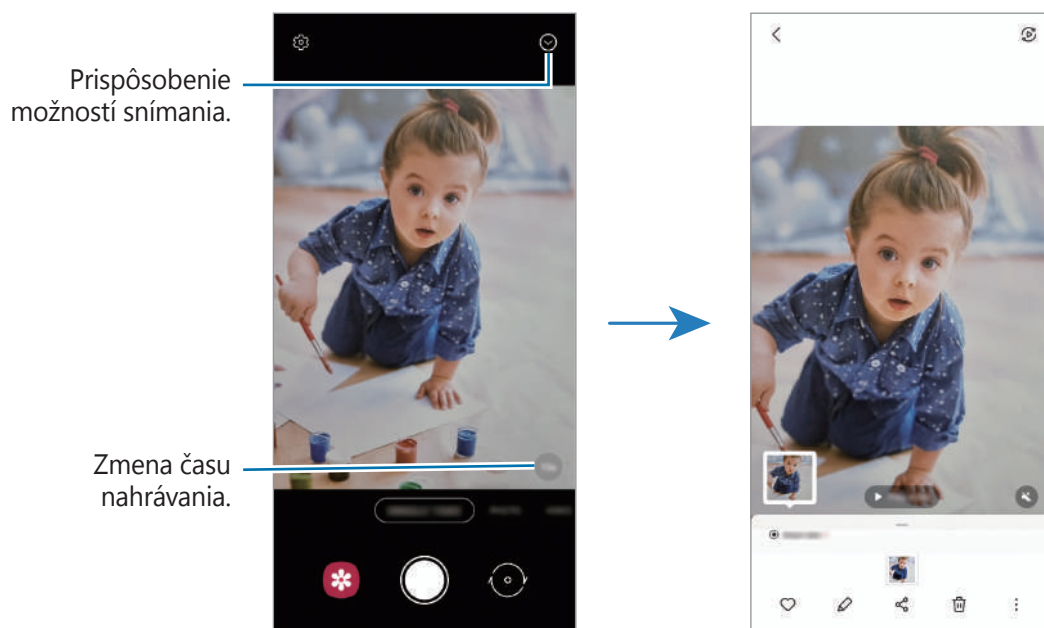 Prispôsobenie
možností snímania.
Zmena času
nahrávania.